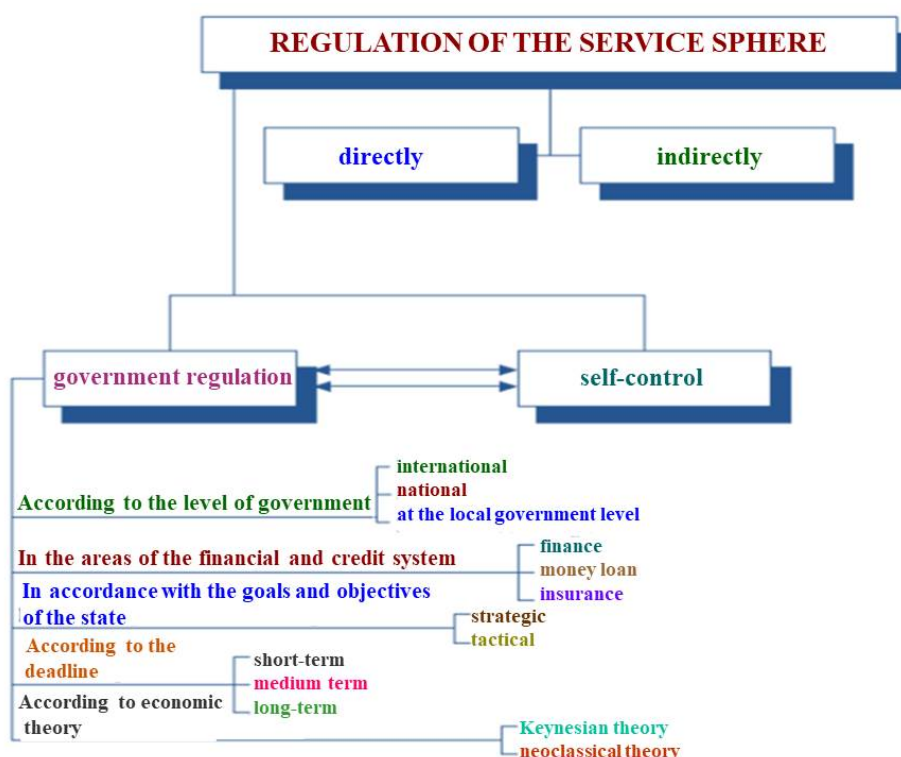 REGULATION OF THE SERVICE SPHERE
directly
indirectly
government regulation
self-control
According to the level of government
international
national
at the local government level
In the areas of the financial and credit system
finance
money loan
insurance
In accordance with the goals and objectives
of the state
strategic
tactical
According to the
deadline
short-term
medium term
long-term
According to economic
theory
Keynesian theory
neoclassical theory